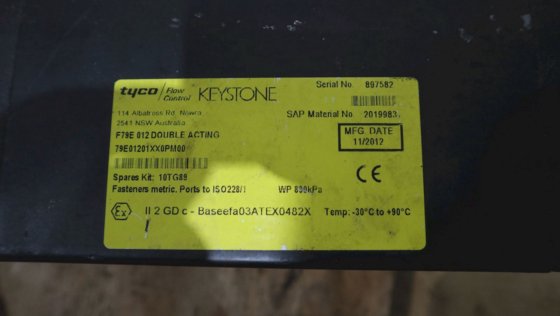 tyco Flow Control KEYSTONE
Serial No. 897582
114 Albatross Rd, Nowra
2541 NSW Australia
SAP Material No. 2019983
F79E 012 DOUBLE ACTING
79E01201XX0PM00
MFG. DATE
11/2012
Spares Kit: 10TG89
Fasteners metric. Ports to ISO228/1 WP 800kPa
CE
Ex II 2 GD c - Baseefa03ATEX0482X Temp: -30°C to +90°C